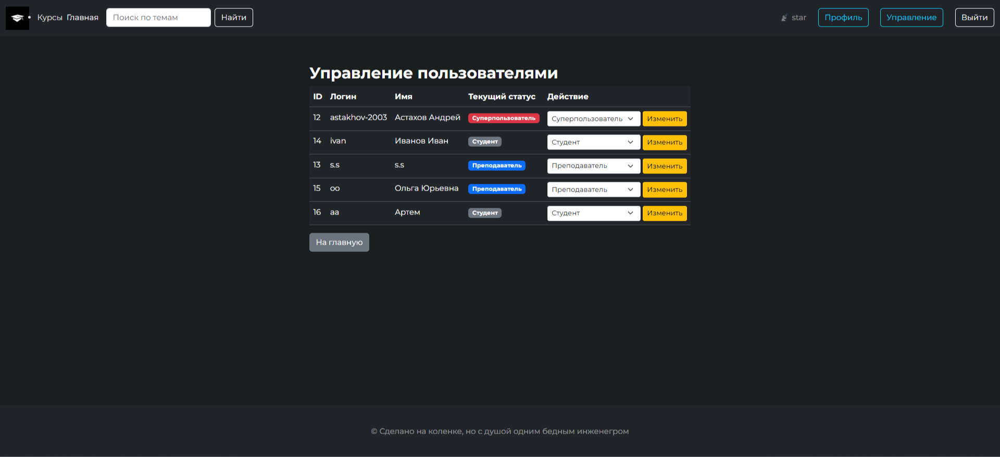 Курсы Главная Поиск по темам Найти star Профиль Управление Выйти
Управление пользователями
ID Логин Имя Текущий статус Действие
12 astakhov-2003 Астахов Андрей Суперпользователь Суперпользователь Изменить
14 ivan Иванов Иван Студент Студент Изменить
13 s.s s.s Преподаватель Преподаватель Изменить
15 oo Ольга Юрьевна Преподаватель Преподаватель Изменить
16 aa Артем Студент Студент Изменить
На главную
© Сделано на коленке, но с душой одним бедным инженегром